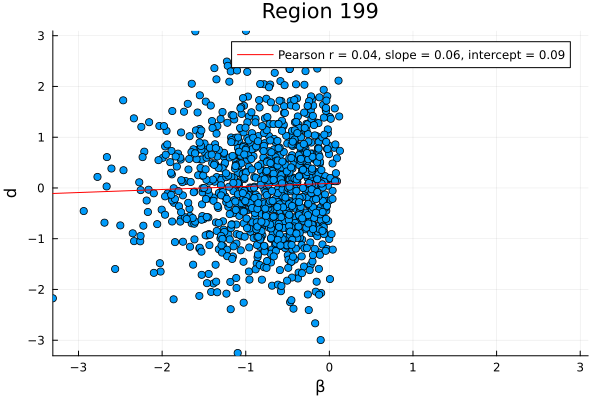 Region 199
Pearson r = 0.04, slope = 0.06, intercept = 0.09
3
2
1
0
−1
−2
−3
d
−3 −2 −1 0 1 2 3
β